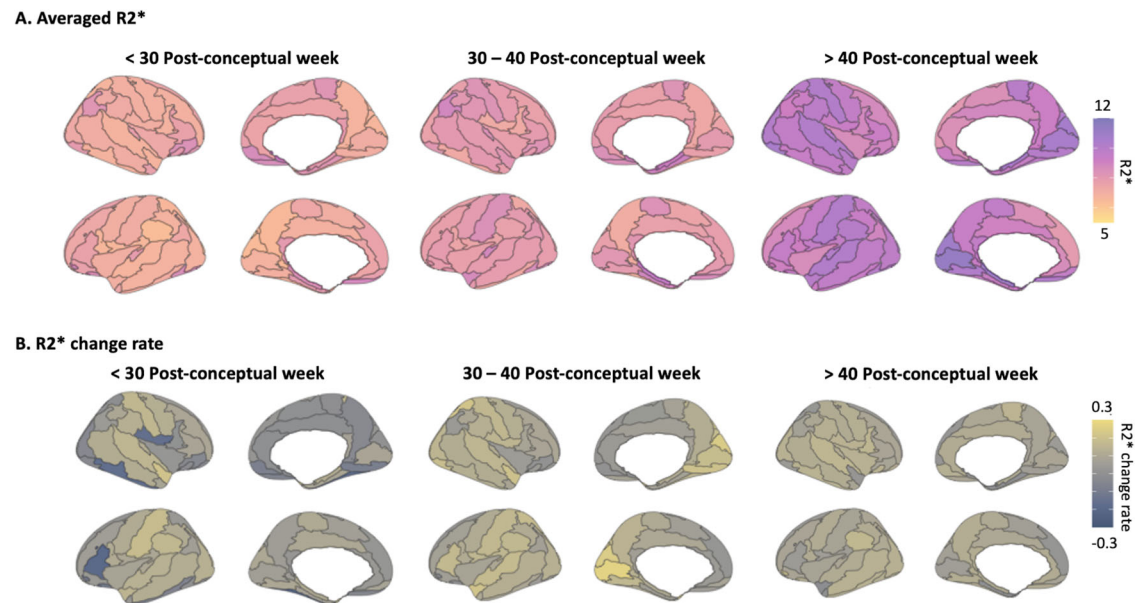 A. Averaged R2*
< 30 Post-conceptual week
30 – 40 Post-conceptual week
> 40 Post-conceptual week
12
R2*
5
B. R2* change rate
< 30 Post-conceptual week
30 – 40 Post-conceptual week
> 40 Post-conceptual week
0.3
R2* change rate
-0.3